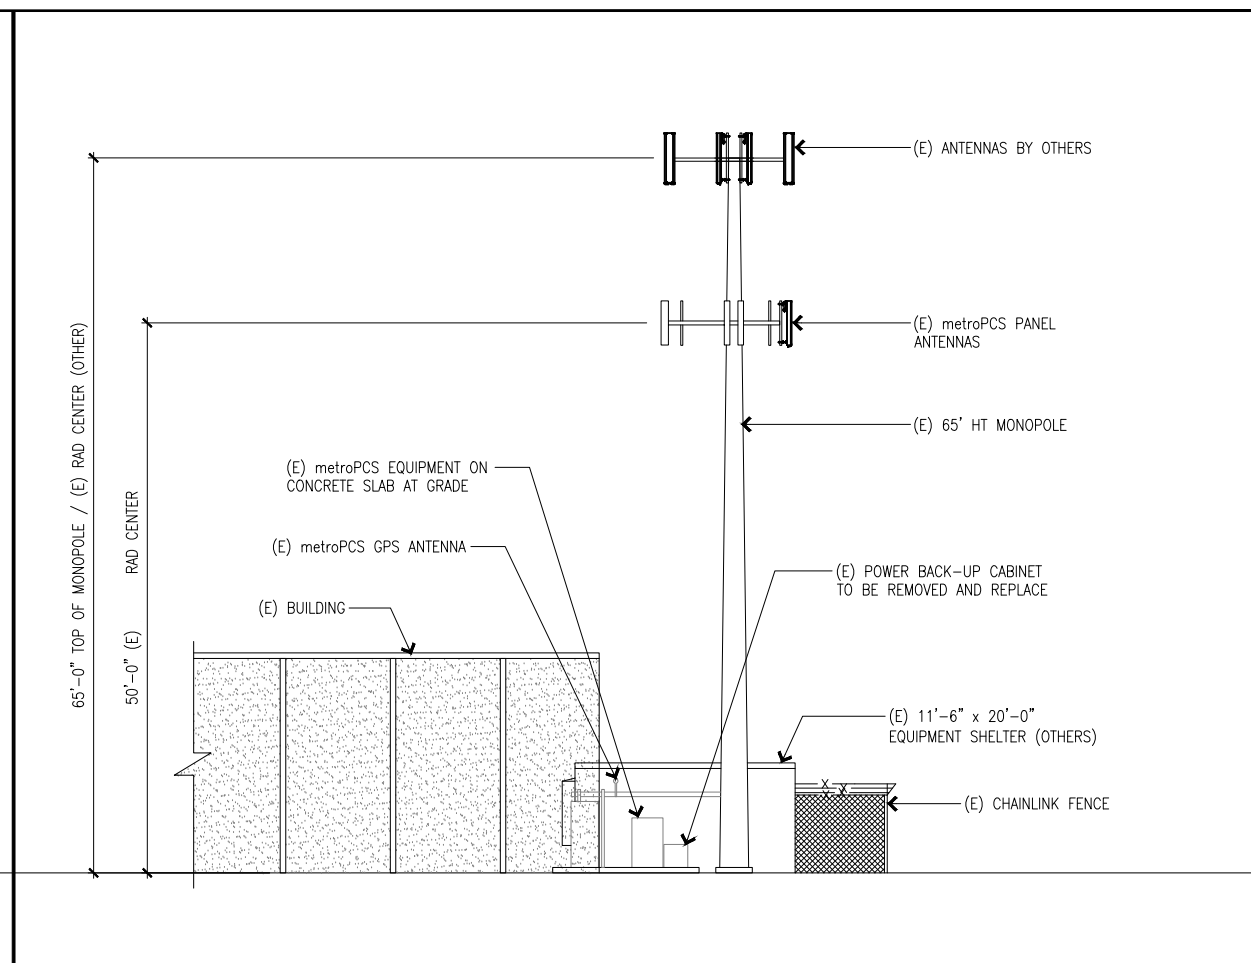 (E) ANTENNAS BY OTHERS
(E) metroPCS PANEL
ANTENNAS
(E) 65' HT MONOPOLE
65'-0" TOP OF MONOPOLE / (E) RAD CENTER (OTHER)
50'-0" (E) RAD CENTER
(E) metroPCS EQUIPMENT ON
CONCRETE SLAB AT GRADE
(E) metroPCS GPS ANTENNA
(E) BUILDING
(E) POWER BACK-UP CABINET
TO BE REMOVED AND REPLACE
(E) 11'-6" x 20'-0"
EQUIPMENT SHELTER (OTHERS)
(E) CHAINLINK FENCE